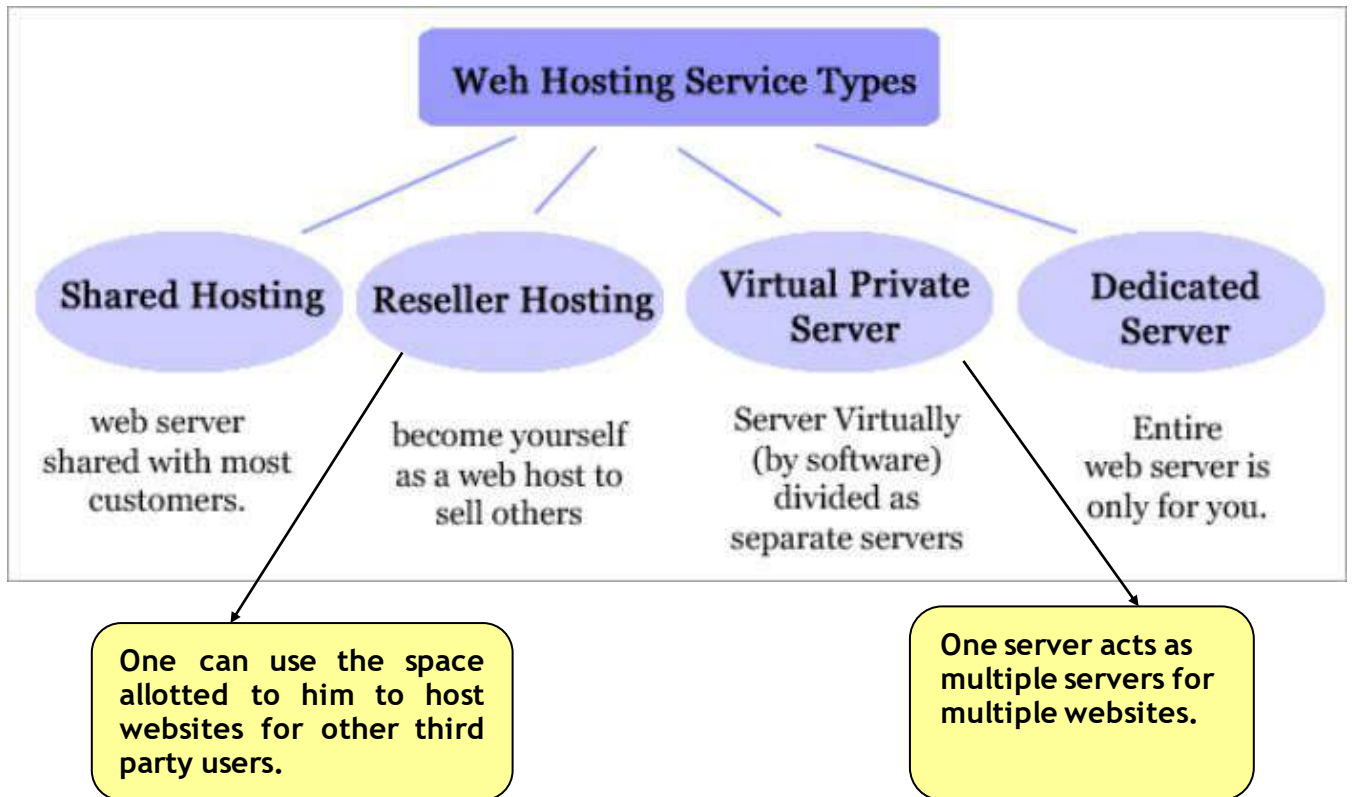 Weh Hosting Service Types
Shared Hosting
Reseller Hosting
Virtual Private
Server
Dedicated
Server
web server
shared with most
customers.
become yourself
as a web host to
sell others
Server Virtually
(by software)
divided as
separate servers
Entire
web server is
only for you.
One can use the space
allotted to him to host
websites for other third
party users.
One server acts as
multiple servers for
multiple websites.